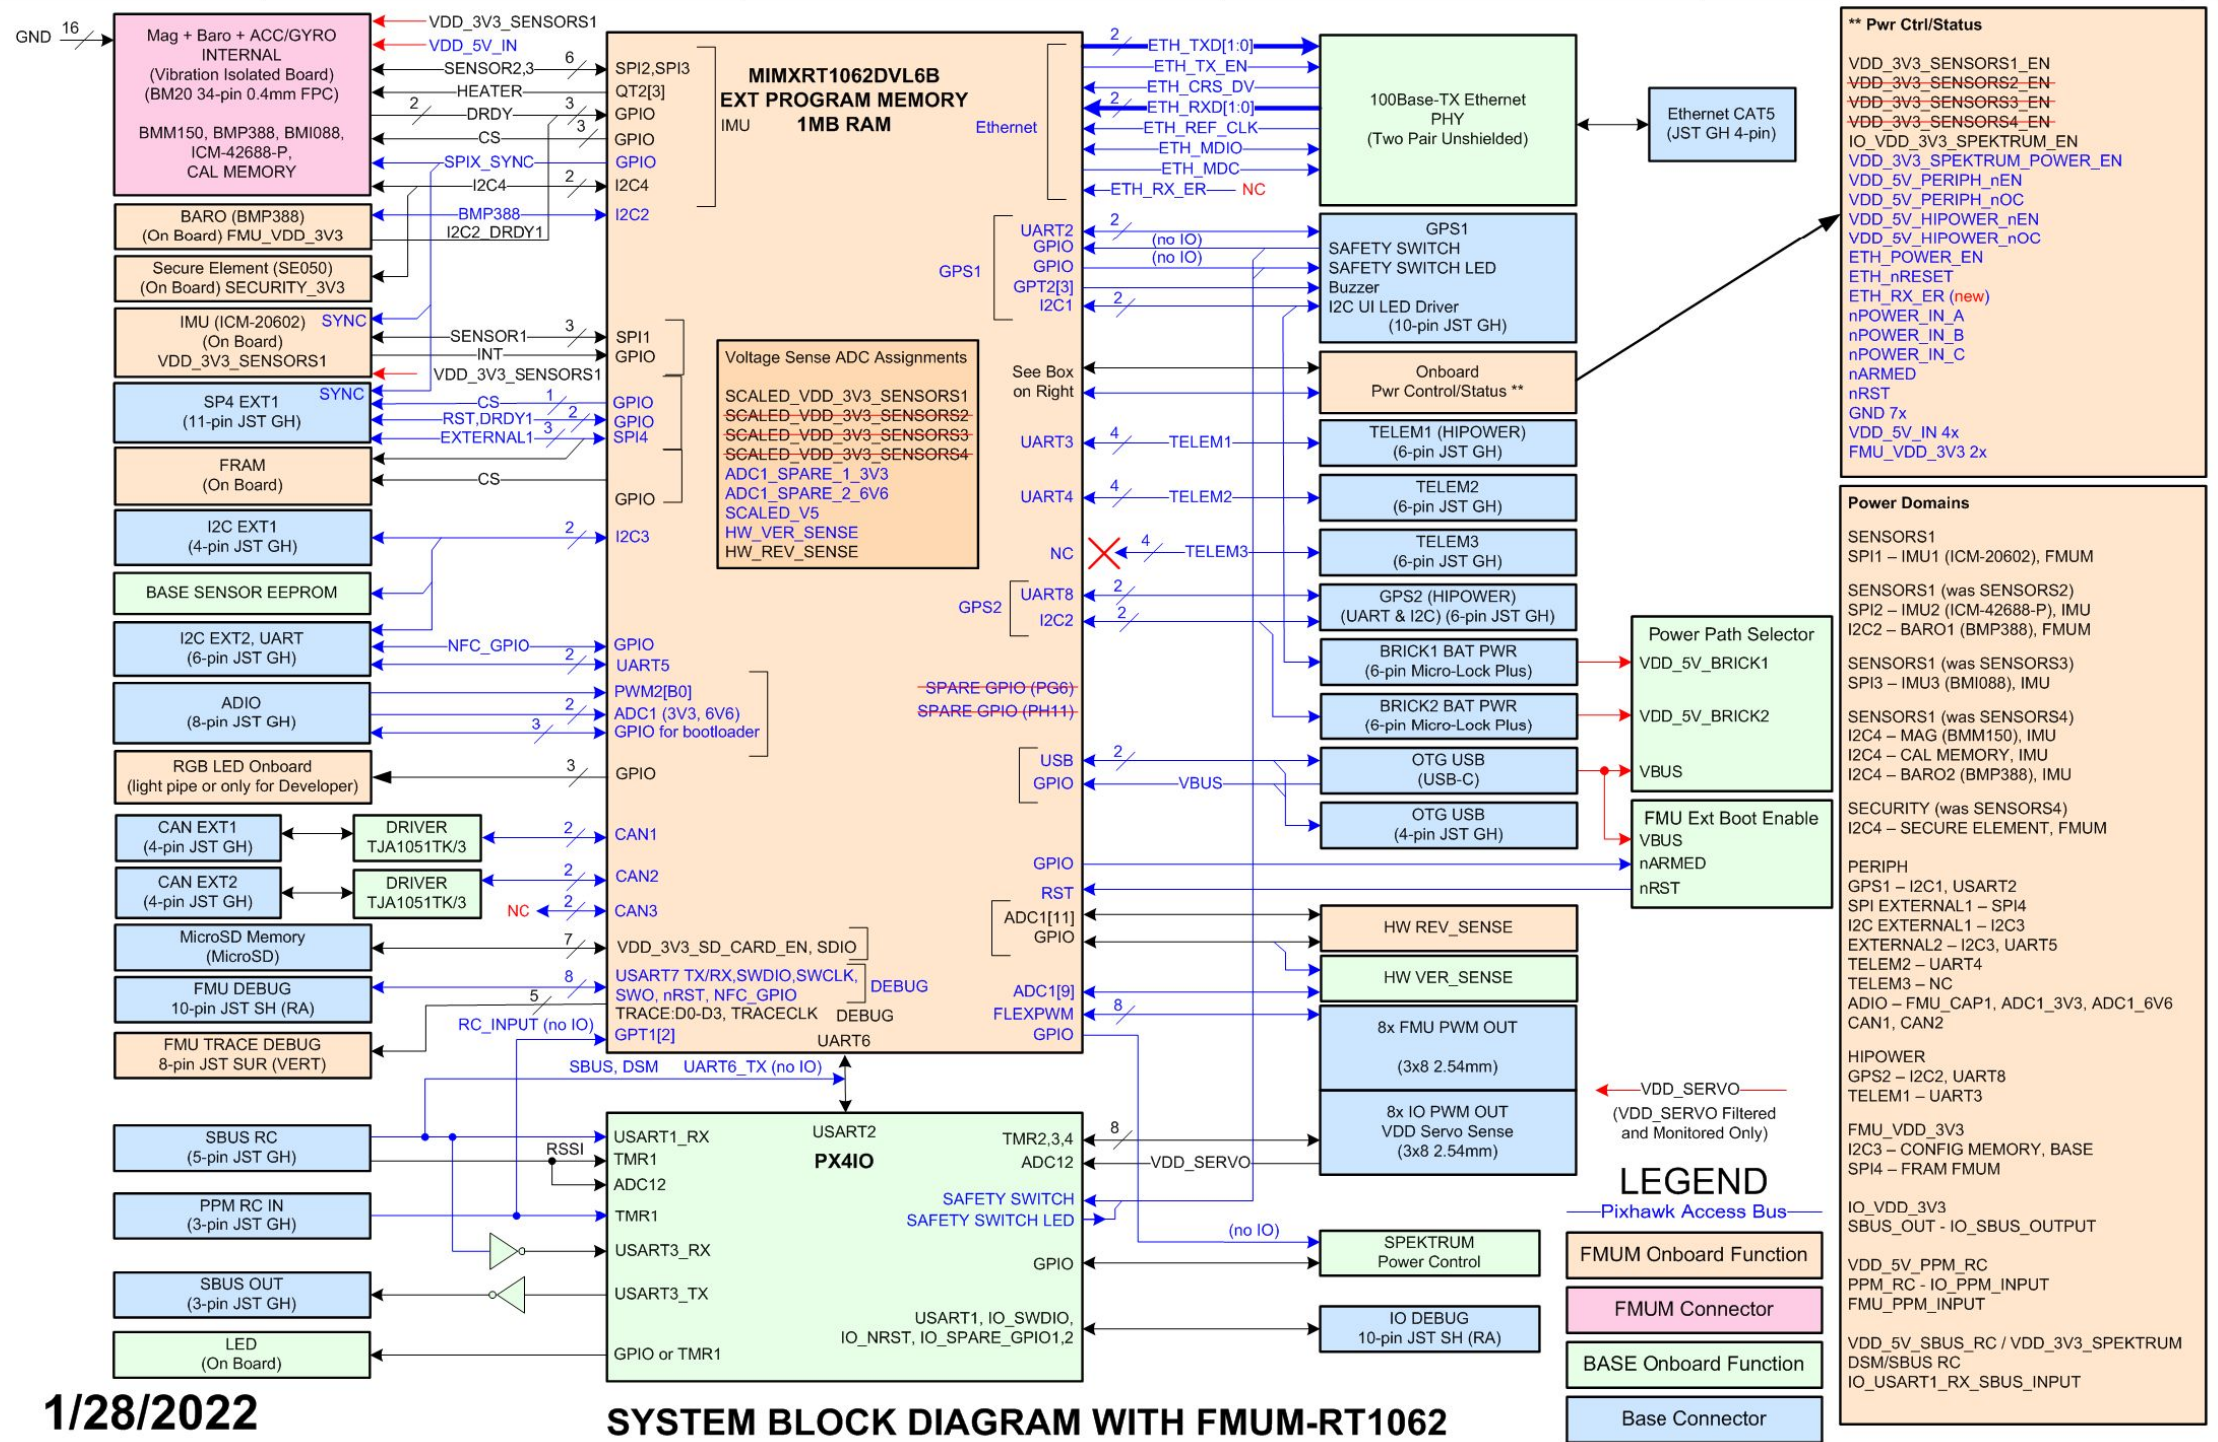 GND
16
Mag + Baro + ACC/GYRO
INTERNAL
(Vibration Isolated Board)
(BM20 34-pin 0.4mm FPC)
BMM150, BMP388, BMI088,
ICM-42688-P,
CAL MEMORY
BARO (BMP388)
(On Board) FMU_VDD_3V3
Secure Element (SE050)
(On Board) SECURITY_3V3
IMU (ICM-20602)
SYNC
(On Board)
VDD_3V3_SENSORS1
SYNC
SP4 EXT1
(11-pin JST GH)
FRAM
(On Board)
I2C EXT1
(4-pin JST GH)
BASE SENSOR EEPROM
I2C EXT2, UART
(6-pin JST GH)
ADIO
(8-pin JST GH)
RGB LED Onboard
(light pipe or only for Developer)
CAN EXT1
(4-pin JST GH)
DRIVER
TJA1051TK/3
CAN EXT2
(4-pin JST GH)
DRIVER
TJA1051TK/3
MicroSD Memory
(MicroSD)
FMU DEBUG
10-pin JST SH (RA)
FMU TRACE DEBUG
8-pin JST SUR (VERT)
SBUS RC
(5-pin JST GH)
PPM RC IN
(3-pin JST GH)
SBUS OUT
(3-pin JST GH)
LED
(On Board)
VDD_3V3_SENSORS1
VDD_5V_IN
SENSOR2,3 6
HEATER
2 DRDY 3
CS 3
SPIX_SYNC
I2C4 2
BMP388
I2C2_DRDY1
SENSOR1 3
INT
VDD_3V3_SENSORS1
CS 1
RST,DRDY1 2
EXTERNAL1 3
CS
2
NFC_GPIO
2
2
3
3
2
2
NC 2
7
8
5
RC_INPUT (no IO)
SBUS, DSM UART6_TX (no IO)
RSSI
MIMXRT1062DVL6B
EXT PROGRAM MEMORY
1MB RAM
SPI2,SPI3
QT2[3]
GPIO
IMU
GPIO
GPIO
I2C4
I2C2
SPI1
GPIO
GPIO
GPIO
SPI4
GPIO
I2C3
GPIO
UART5
PWM2[B0]
ADC1 (3V3, 6V6)
GPIO for bootloader
GPIO
CAN1
CAN2
CAN3
VDD_3V3_SD_CARD_EN, SDIO
USART7 TX/RX,SWDIO,SWCLK,
SWO, nRST, NFC_GPIO
DEBUG
TRACE:D0-D3, TRACECLK DEBUG
GPT1[2]
UART6
Voltage Sense ADC Assignments
SCALED_VDD_3V3_SENSORS1
SCALED_VDD_3V3_SENSORS2
SCALED_VDD_3V3_SENSORS3
SCALED_VDD_3V3_SENSORS4
ADC1_SPARE_1_3V3
ADC1_SPARE_2_6V6
SCALED_V5
HW_VER_SENSE
HW_REV_SENSE
Ethernet
GPS1
UART2
GPIO
GPIO
GPT2[3]
I2C1
See Box
on Right
UART3
UART4
NC
GPS2
UART8
I2C2
SPARE GPIO (PG6)
SPARE GPIO (PH11)
USB
GPIO
GPIO
RST
ADC1[11]
GPIO
ADC1[9]
FLEXPWM
GPIO
2 ETH_TXD[1:0]
ETH_TX_EN
ETH_CRS_DV
2 ETH_RXD[1:0]
ETH_REF_CLK
ETH_MDIO
ETH_MDC
ETH_RX_ER NC
2
(no IO)
(no IO)
2
4 TELEM1
4 TELEM2
4 TELEM3
2
2
2
VBUS
8
100Base-TX Ethernet
PHY
(Two Pair Unshielded)
Ethernet CAT5
(JST GH 4-pin)
GPS1
SAFETY SWITCH
SAFETY SWITCH LED
Buzzer
I2C UI LED Driver
(10-pin JST GH)
Onboard
Pwr Control/Status **
TELEM1 (HIPOWER)
(6-pin JST GH)
TELEM2
(6-pin JST GH)
TELEM3
(6-pin JST GH)
GPS2 (HIPOWER)
(UART & I2C) (6-pin JST GH)
BRICK1 BAT PWR
(6-pin Micro-Lock Plus)
BRICK2 BAT PWR
(6-pin Micro-Lock Plus)
OTG USB
(USB-C)
OTG USB
(4-pin JST GH)
Power Path Selector
VDD_5V_BRICK1
VDD_5V_BRICK2
VBUS
FMU Ext Boot Enable
VBUS
nARMED
nRST
HW REV_SENSE
HW VER_SENSE
8x FMU PWM OUT
(3x8 2.54mm)
8x IO PWM OUT
VDD Servo Sense
(3x8 2.54mm)
VDD_SERVO
(VDD_SERVO Filtered
and Monitored Only)
USART1_RX
TMR1
ADC12
TMR1
USART3_RX
USART3_TX
GPIO or TMR1
USART2
PX4IO
TMR2,3,4
8
ADC12
VDD_SERVO
SAFETY SWITCH
SAFETY SWITCH LED
GPIO
USART1, IO_SWDIO,
IO_NRST, IO_SPARE_GPIO1,2
(no IO)
SPEKTRUM
Power Control
IO DEBUG
10-pin JST SH (RA)
LEGEND
Pixhawk Access Bus
FMUM Onboard Function
FMUM Connector
BASE Onboard Function
Base Connector
** Pwr Ctrl/Status
VDD_3V3_SENSORS1_EN
VDD_3V3_SENSORS2_EN
VDD_3V3_SENSORS3_EN
VDD_3V3_SENSORS4_EN
IO_VDD_3V3_SPEKTRUM_EN
VDD_3V3_SPEKTRUM_POWER_EN
VDD_5V_PERIPH_nEN
VDD_5V_PERIPH_nOC
VDD_5V_HIPOWER_nEN
VDD_5V_HIPOWER_nOC
ETH_POWER_EN
ETH_nRESET
ETH_RX_ER (new)
nPOWER_IN_A
nPOWER_IN_B
nPOWER_IN_C
nARMED
nRST
GND 7x
VDD_5V_IN 4x
FMU_VDD_3V3 2x
Power Domains
SENSORS1
SPI1 – IMU1 (ICM-20602), FMUM
SENSORS1 (was SENSORS2)
SPI2 – IMU2 (ICM-42688-P), IMU
I2C2 – BARO1 (BMP388), FMUM
SENSORS1 (was SENSORS3)
SPI3 – IMU3 (BMI088), IMU
SENSORS1 (was SENSORS4)
I2C4 – MAG (BMM150), IMU
I2C4 – CAL MEMORY, IMU
I2C4 – BARO2 (BMP388), IMU
SECURITY (was SENSORS4)
I2C4 – SECURE ELEMENT, FMUM
PERIPH
GPS1 – I2C1, USART2
SPI EXTERNAL1 – SPI4
I2C EXTERNAL1 – I2C3
EXTERNAL2 – I2C3, UART5
TELEM2 – UART4
TELEM3 – NC
ADIO – FMU_CAP1, ADC1_3V3, ADC1_6V6
CAN1, CAN2
HIPOWER
GPS2 – I2C2, UART8
TELEM1 – UART3
FMU_VDD_3V3
I2C3 – CONFIG MEMORY, BASE
SPI4 – FRAM FMUM
IO_VDD_3V3
SBUS_OUT - IO_SBUS_OUTPUT
VDD_5V_PPM_RC
PPM_RC - IO_PPM_INPUT
FMU_PPM_INPUT
VDD_5V_SBUS_RC / VDD_3V3_SPEKTRUM
DSM/SBUS RC
IO_USART1_RX_SBUS_INPUT
1/28/2022
SYSTEM BLOCK DIAGRAM WITH FMUM-RT1062